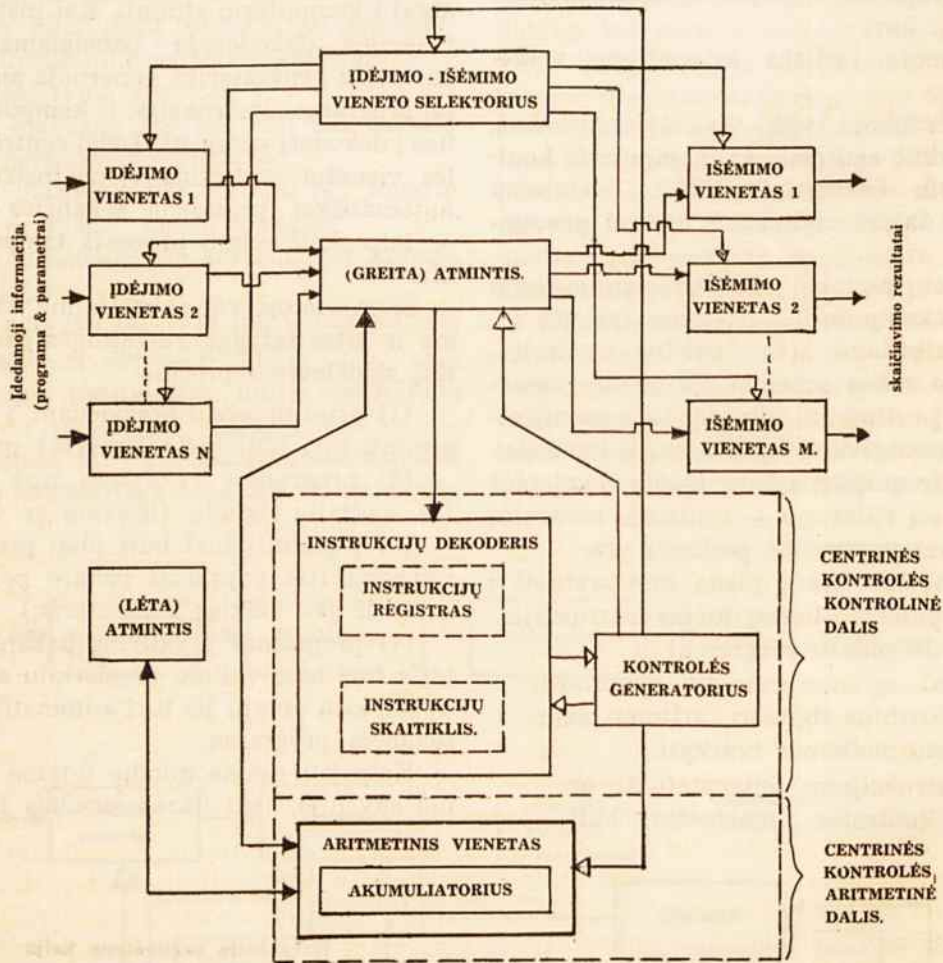 ĮDĖJIMO - IŠĖMIMO
VIENETO SELEKTORIUS
ĮDĖJIMO
VIENETAS 1
IŠĖMIMO
VIENETAS 1
Įdedamoji informacija.
(programa & parametrai)
ĮDĖJIMO
VIENETAS 2
(GREITA) ATMINTIS.
IŠĖMIMO
VIENETAS 2
skaičiavimo rezultatai
ĮDĖJIMO
VIENETAS N
IŠĖMIMO
VIENETAS M.
INSTRUKCIJŲ DEKODERIS
INSTRUKCIJŲ
REGISTRAS
(LĖTA)
ATMINTIS
INSTRUKCIJŲ
SKAITIKLIS.
KONTROLĖS
GENERATORIUS
CENTRINĖS
KONTROLĖS
KONTROLINĖ
DALIS
ARITMETINIS VIENETAS
AKUMULIATORIUS
CENTRINĖS
KONTROLĖS,
ARITMETINĖ
DALIS.